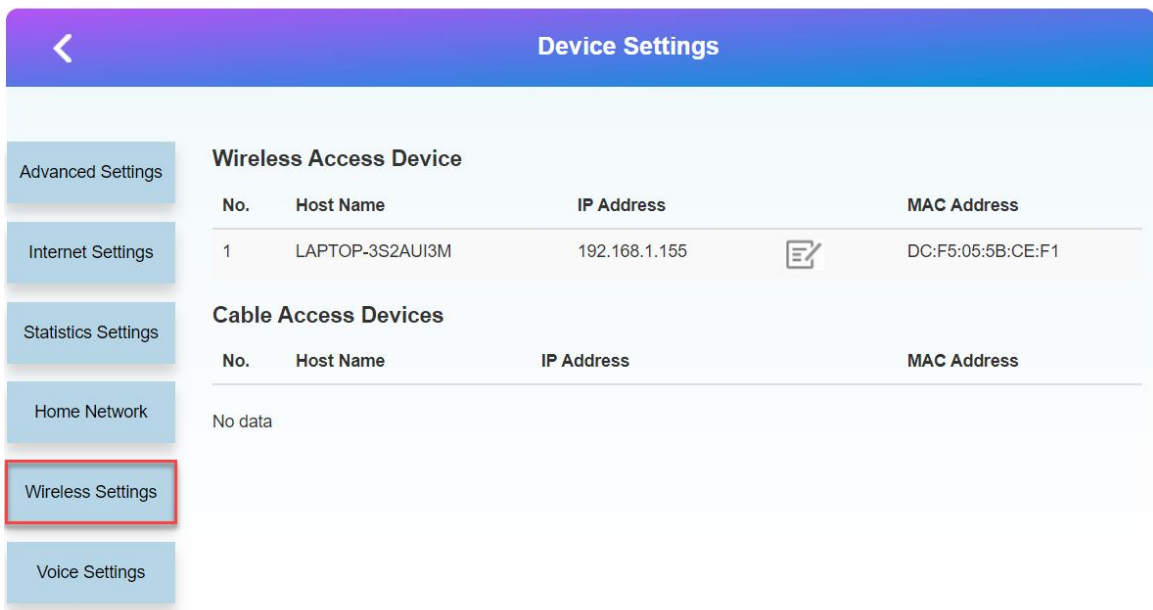 Device Settings
Advanced Settings
Internet Settings
Statistics Settings
Home Network
Wireless Settings
Voice Settings
Wireless Access Device
No. Host Name IP Address MAC Address
1 LAPTOP-3S2AUI3M 192.168.1.155 DC:F5:05:5B:CE:F1
Cable Access Devices
No. Host Name IP Address MAC Address
No data